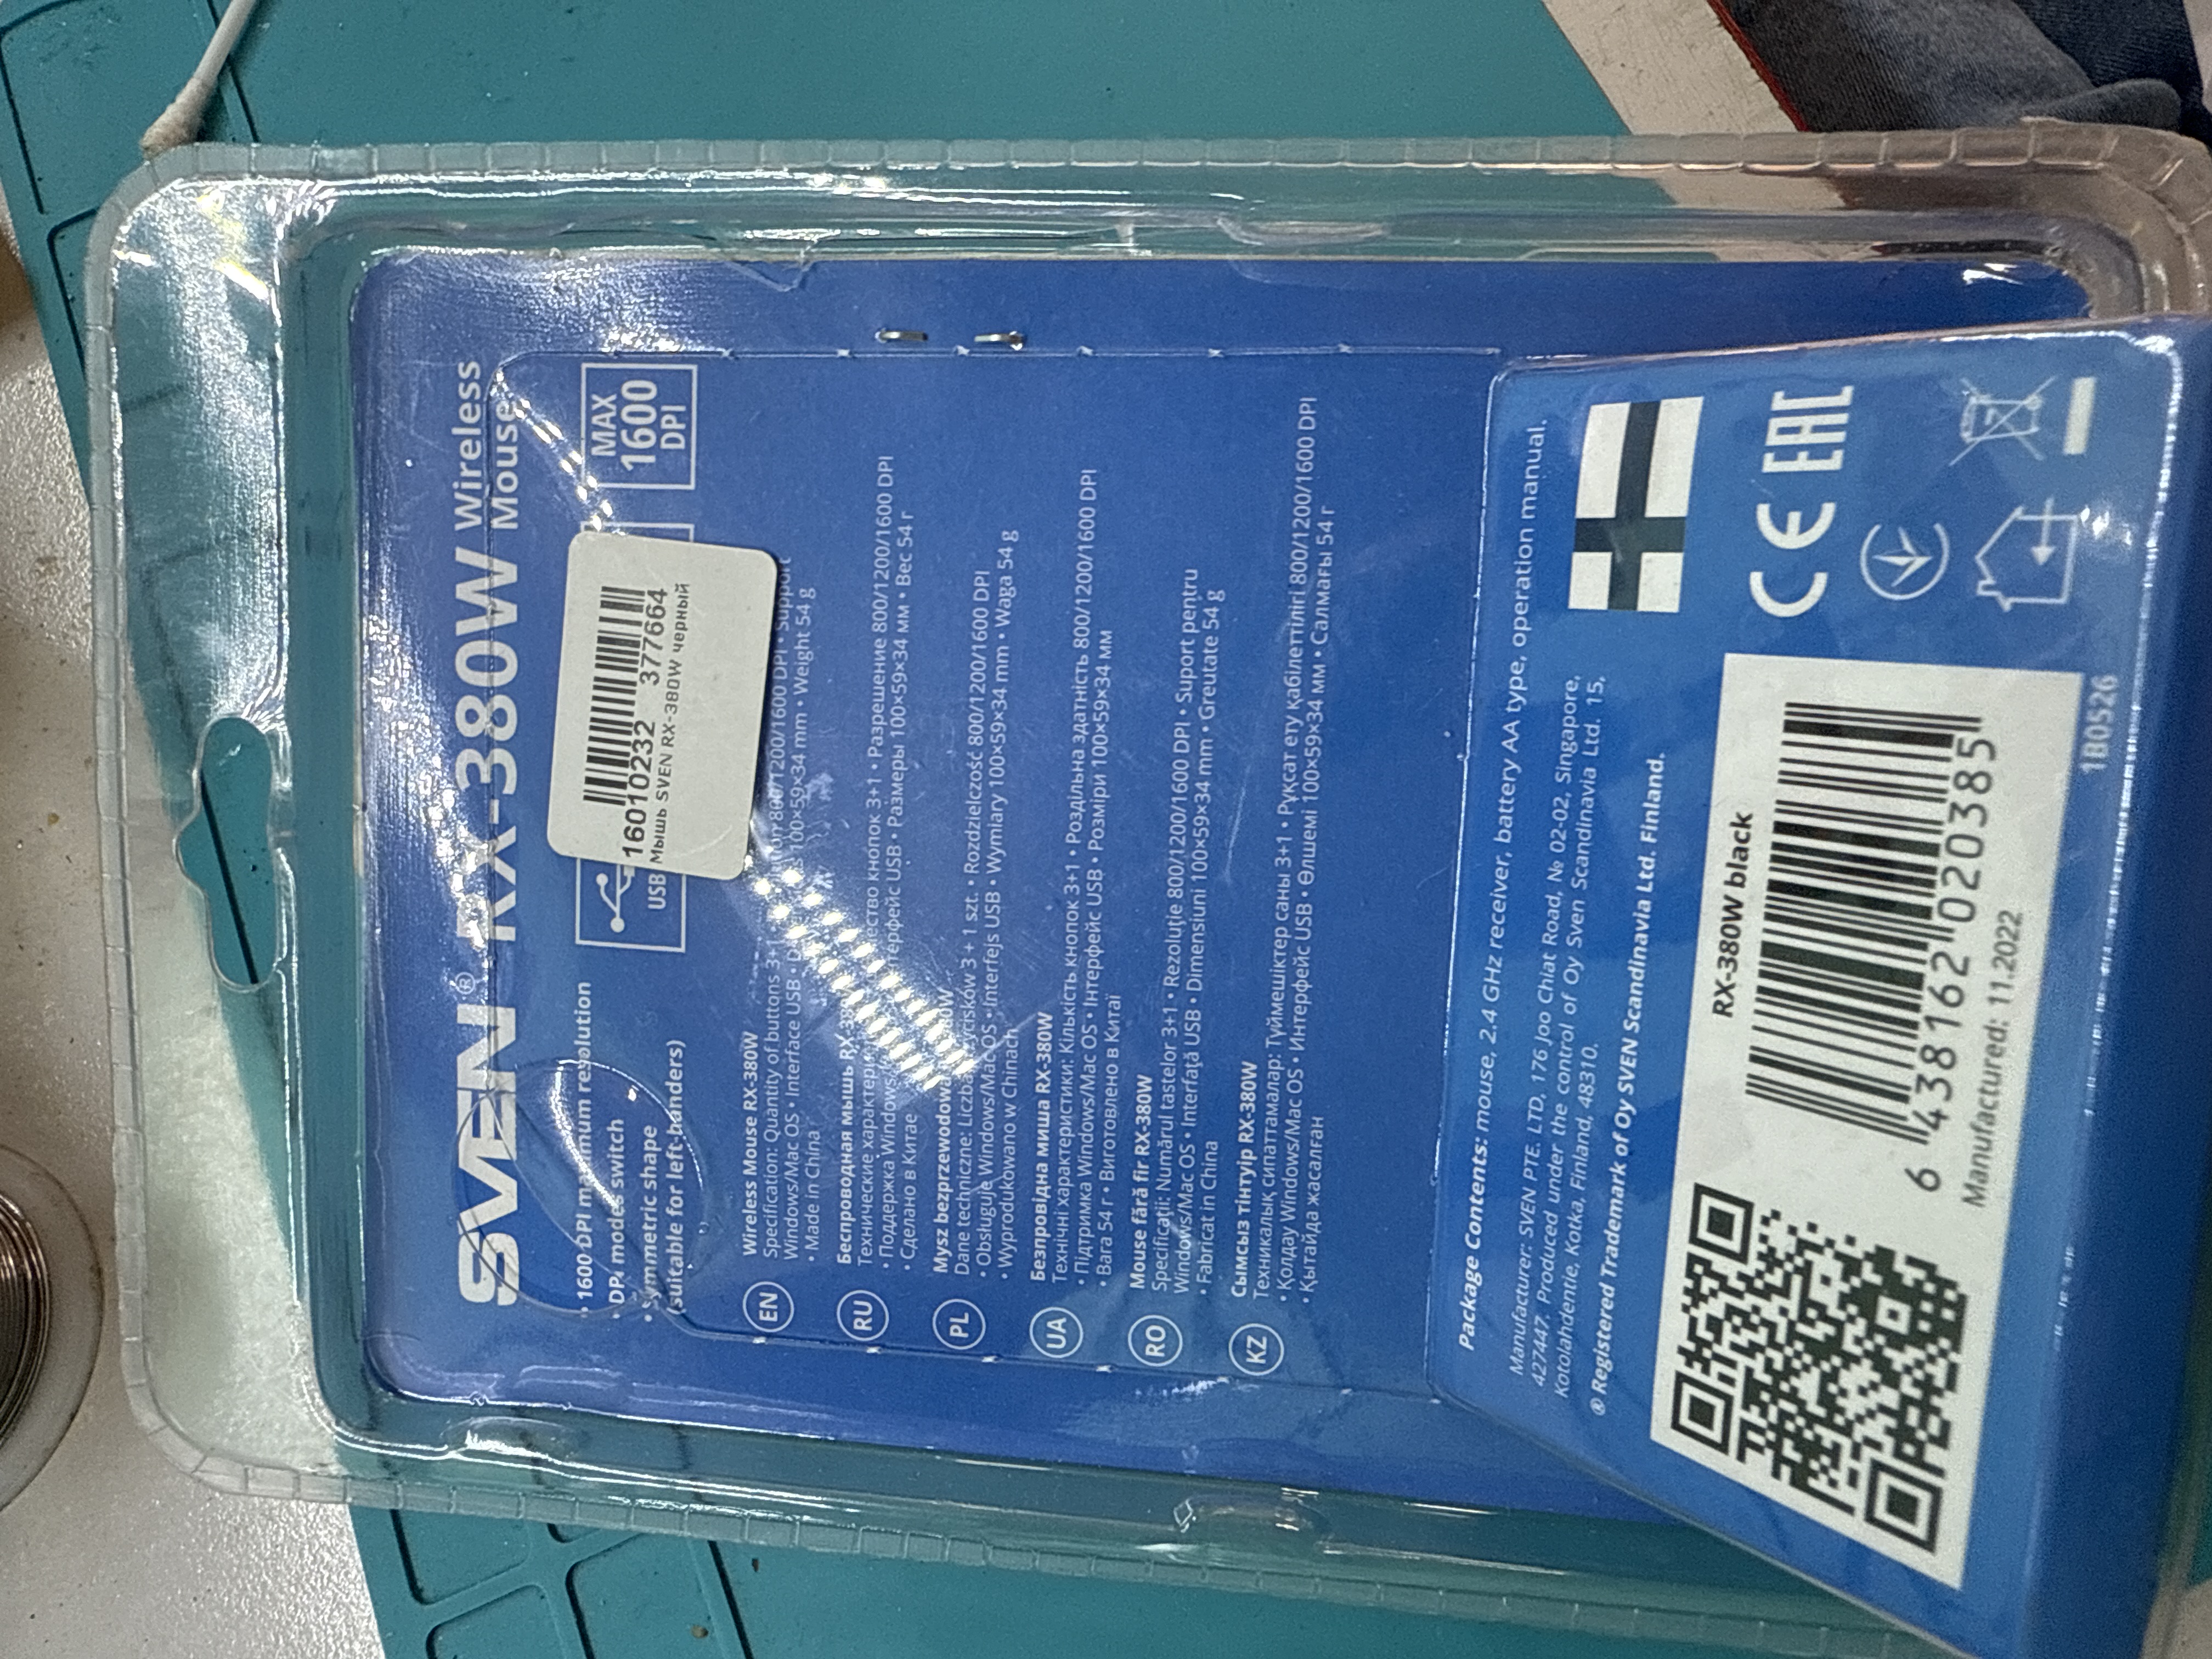 SVEN® RX-380W Wireless Mouse
• 1600 DPI maximum resolution
• DPI modes switch
• Symmetric shape
(suitable for left-handers)
USB
MAX
1600
DPI
16010232 377664
Мышь SVEN RX-380W черный
EN
Wireless Mouse RX-380W
Specification: Quantity of buttons 3+1 800/1200/1600 DPI • Support
Windows/Mac OS • Interface USB • 100×59×34 mm • Weight 54 g
• Made in China
RU
Беспроводная мышь RX-380W
Технические кнопок 3+1 • Разрешение 800/1200/1600 DPI
• Поддержка Windows USB • Размеры 100×59×34 мм • Вес 54 г
• Сделано в Китае
PL
Mysz bezprzewodowa RX-380W
Dane techniczne: Liczba przycisków 3 + 1 szt. • Rozdzielczość 800/1200/1600 DPI
• Obsługuje Windows/Mac OS • Interfejs USB • Wymiary 100×59×34 mm • Waga 54 g
• Wyprodukowano w Chinach
UA
Безпровідна миша RX-380W
Технічні характеристики: Кількість кнопок 3+1 • Роздільна здатність 800/1200/1600 DPI
• Підтримка Windows/Mac OS • Інтерфейс USB • Розміри 100×59×34 мм
• Вага 54 г • Виготовлено в Китаї
RO
Mouse fără fir RX-380W
Specificații: Numărul tastelor 3+1 • Rezoluție 800/1200/1600 DPI • Support pentru
Windows/Mac OS • Interfață USB • Dimensiuni 100×59×34 mm • Greutate 54 g
• Fabricat in China
KZ
Сымсыз тінтуір RX-380W
Техникалық сипаттамалар: Түймешіктер саны 3+1 • Рұқсат ету қабілеттілігі 800/1200/1600 DPI
• Қолдау Windows/Mac OS • Интерфейс USB • Өлшемі 100×59×34 мм • Салмағы 54 г
• Қытайда жасалған
Package Contents: mouse, 2.4 GHz receiver, battery AA type, operation manual.
Manufacturer: SVEN PTE. LTD, 176 Joo Chiat Road, № 02-02, Singapore,
427447. Produced under the control of Oy Sven Scandinavia Ltd. 15,
Kotolahdentie, Kotka, Finland, 48310.
® Registered Trademark of Oy SVEN Scandinavia Ltd. Finland.
RX-380W black
6 438162 020385
Manufactured: 11.2022
CE EAC
1B0526